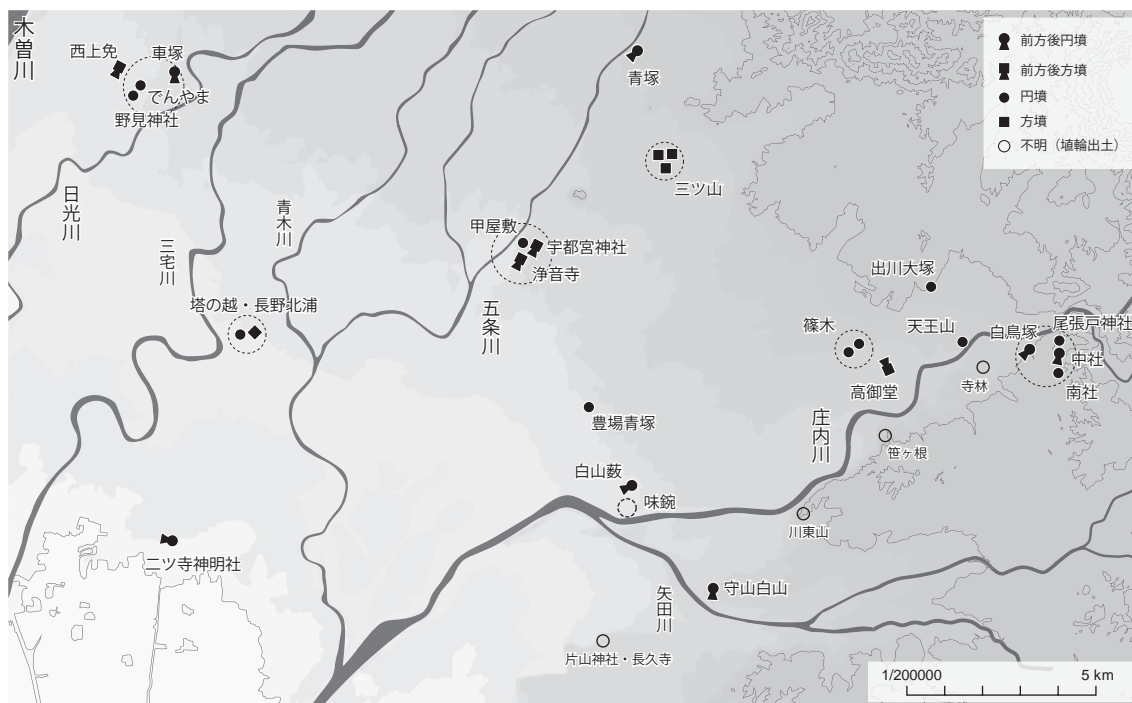 木曽川
西上免
車塚
でんやま
野見神社
青塚
前方後円墳
前方後方墳
円墳
方墳
不明（埴輪出土）
三ツ山
日光川
三宅川
青木川
甲屋敷
宇都宮神社
浄音寺
五条川
塔の越・長野北浦
出川大塚
篠木
天王山
白鳥塚
尾張戸神社
中社
南社
寺林
高御堂
豊場青塚
庄内川
笹ヶ根
白山薮
味鋺
川東山
二ツ寺神明社
守山白山
矢田川
片山神社・長久寺
1/200000
5 km